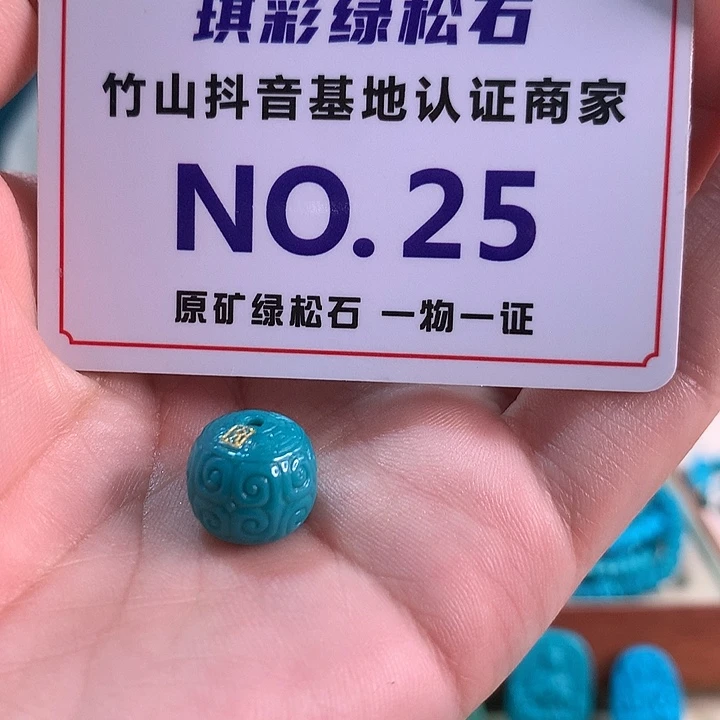 琪彩绿松石
竹山抖音基地认证商家
NO. 25
原矿绿松石 一物一证